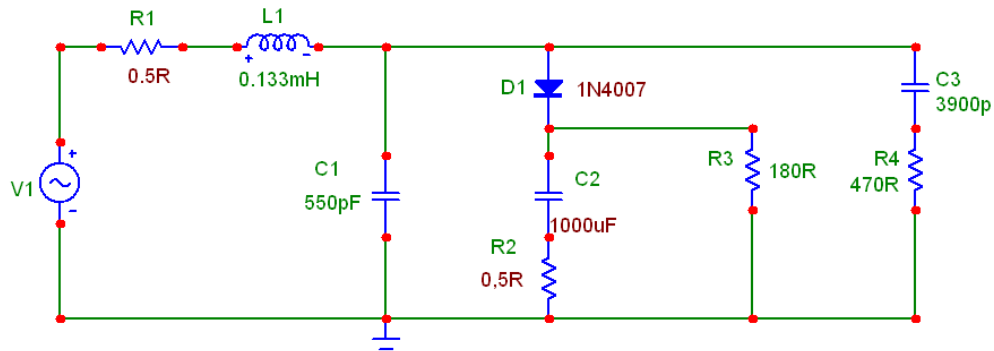 R1
0.5R
L1
+ -
0.133mH
V1
+
-
C1
550pF
D1
1N4007
C2
1000uF
R2
0,5R
R3
180R
C3
3900p
R4
470R